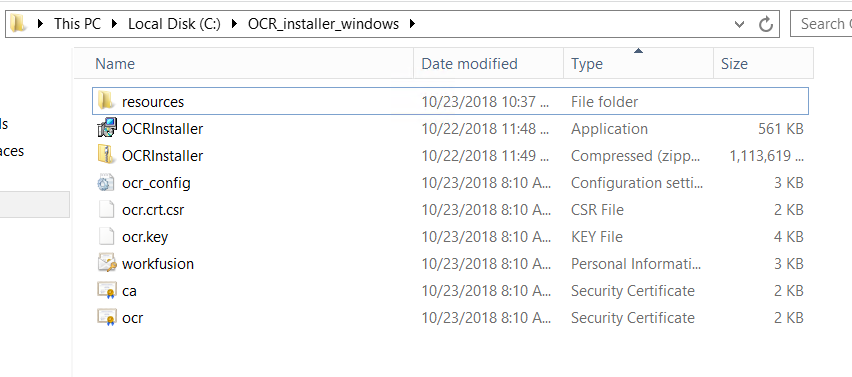 This PC > Local Disk (C:) > OCR_installer_windows > Search
Name Date modified Type Size
resources 10/23/2018 10:37 ... File folder
OCRInstaller 10/22/2018 11:48 ... Application 561 KB
OCRInstaller 10/22/2018 11:49 ... Compressed (zipp... 1,113,619 ...
ocr_config 10/23/2018 8:10 A... Configuration setti... 3 KB
ocr.crt.csr 10/23/2018 8:10 A... CSR File 2 KB
ocr.key 10/23/2018 8:10 A... KEY File 4 KB
workfusion 10/23/2018 8:10 A... Personal Informati... 3 KB
ca 10/23/2018 8:10 A... Security Certificate 2 KB
ocr 10/23/2018 8:10 A... Security Certificate 2 KB